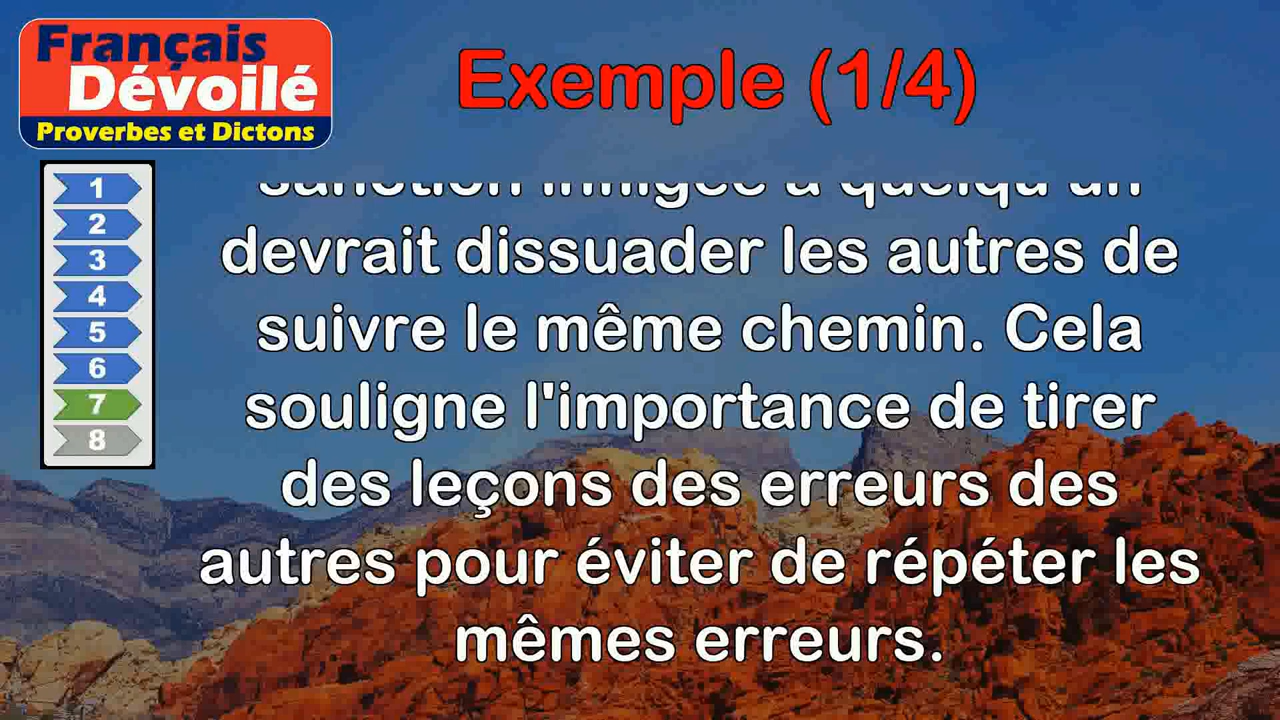 Français
Dévoilé
Proverbes et Dictons
Exemple (1/4)
1
2
3
4
5
6
7
8
quelqu'un
devrait dissuader les autres de
suivre le même chemin. Cela
souligne l'importance de tirer
des leçons des erreurs des
autres pour éviter de répéter les
mêmes erreurs.